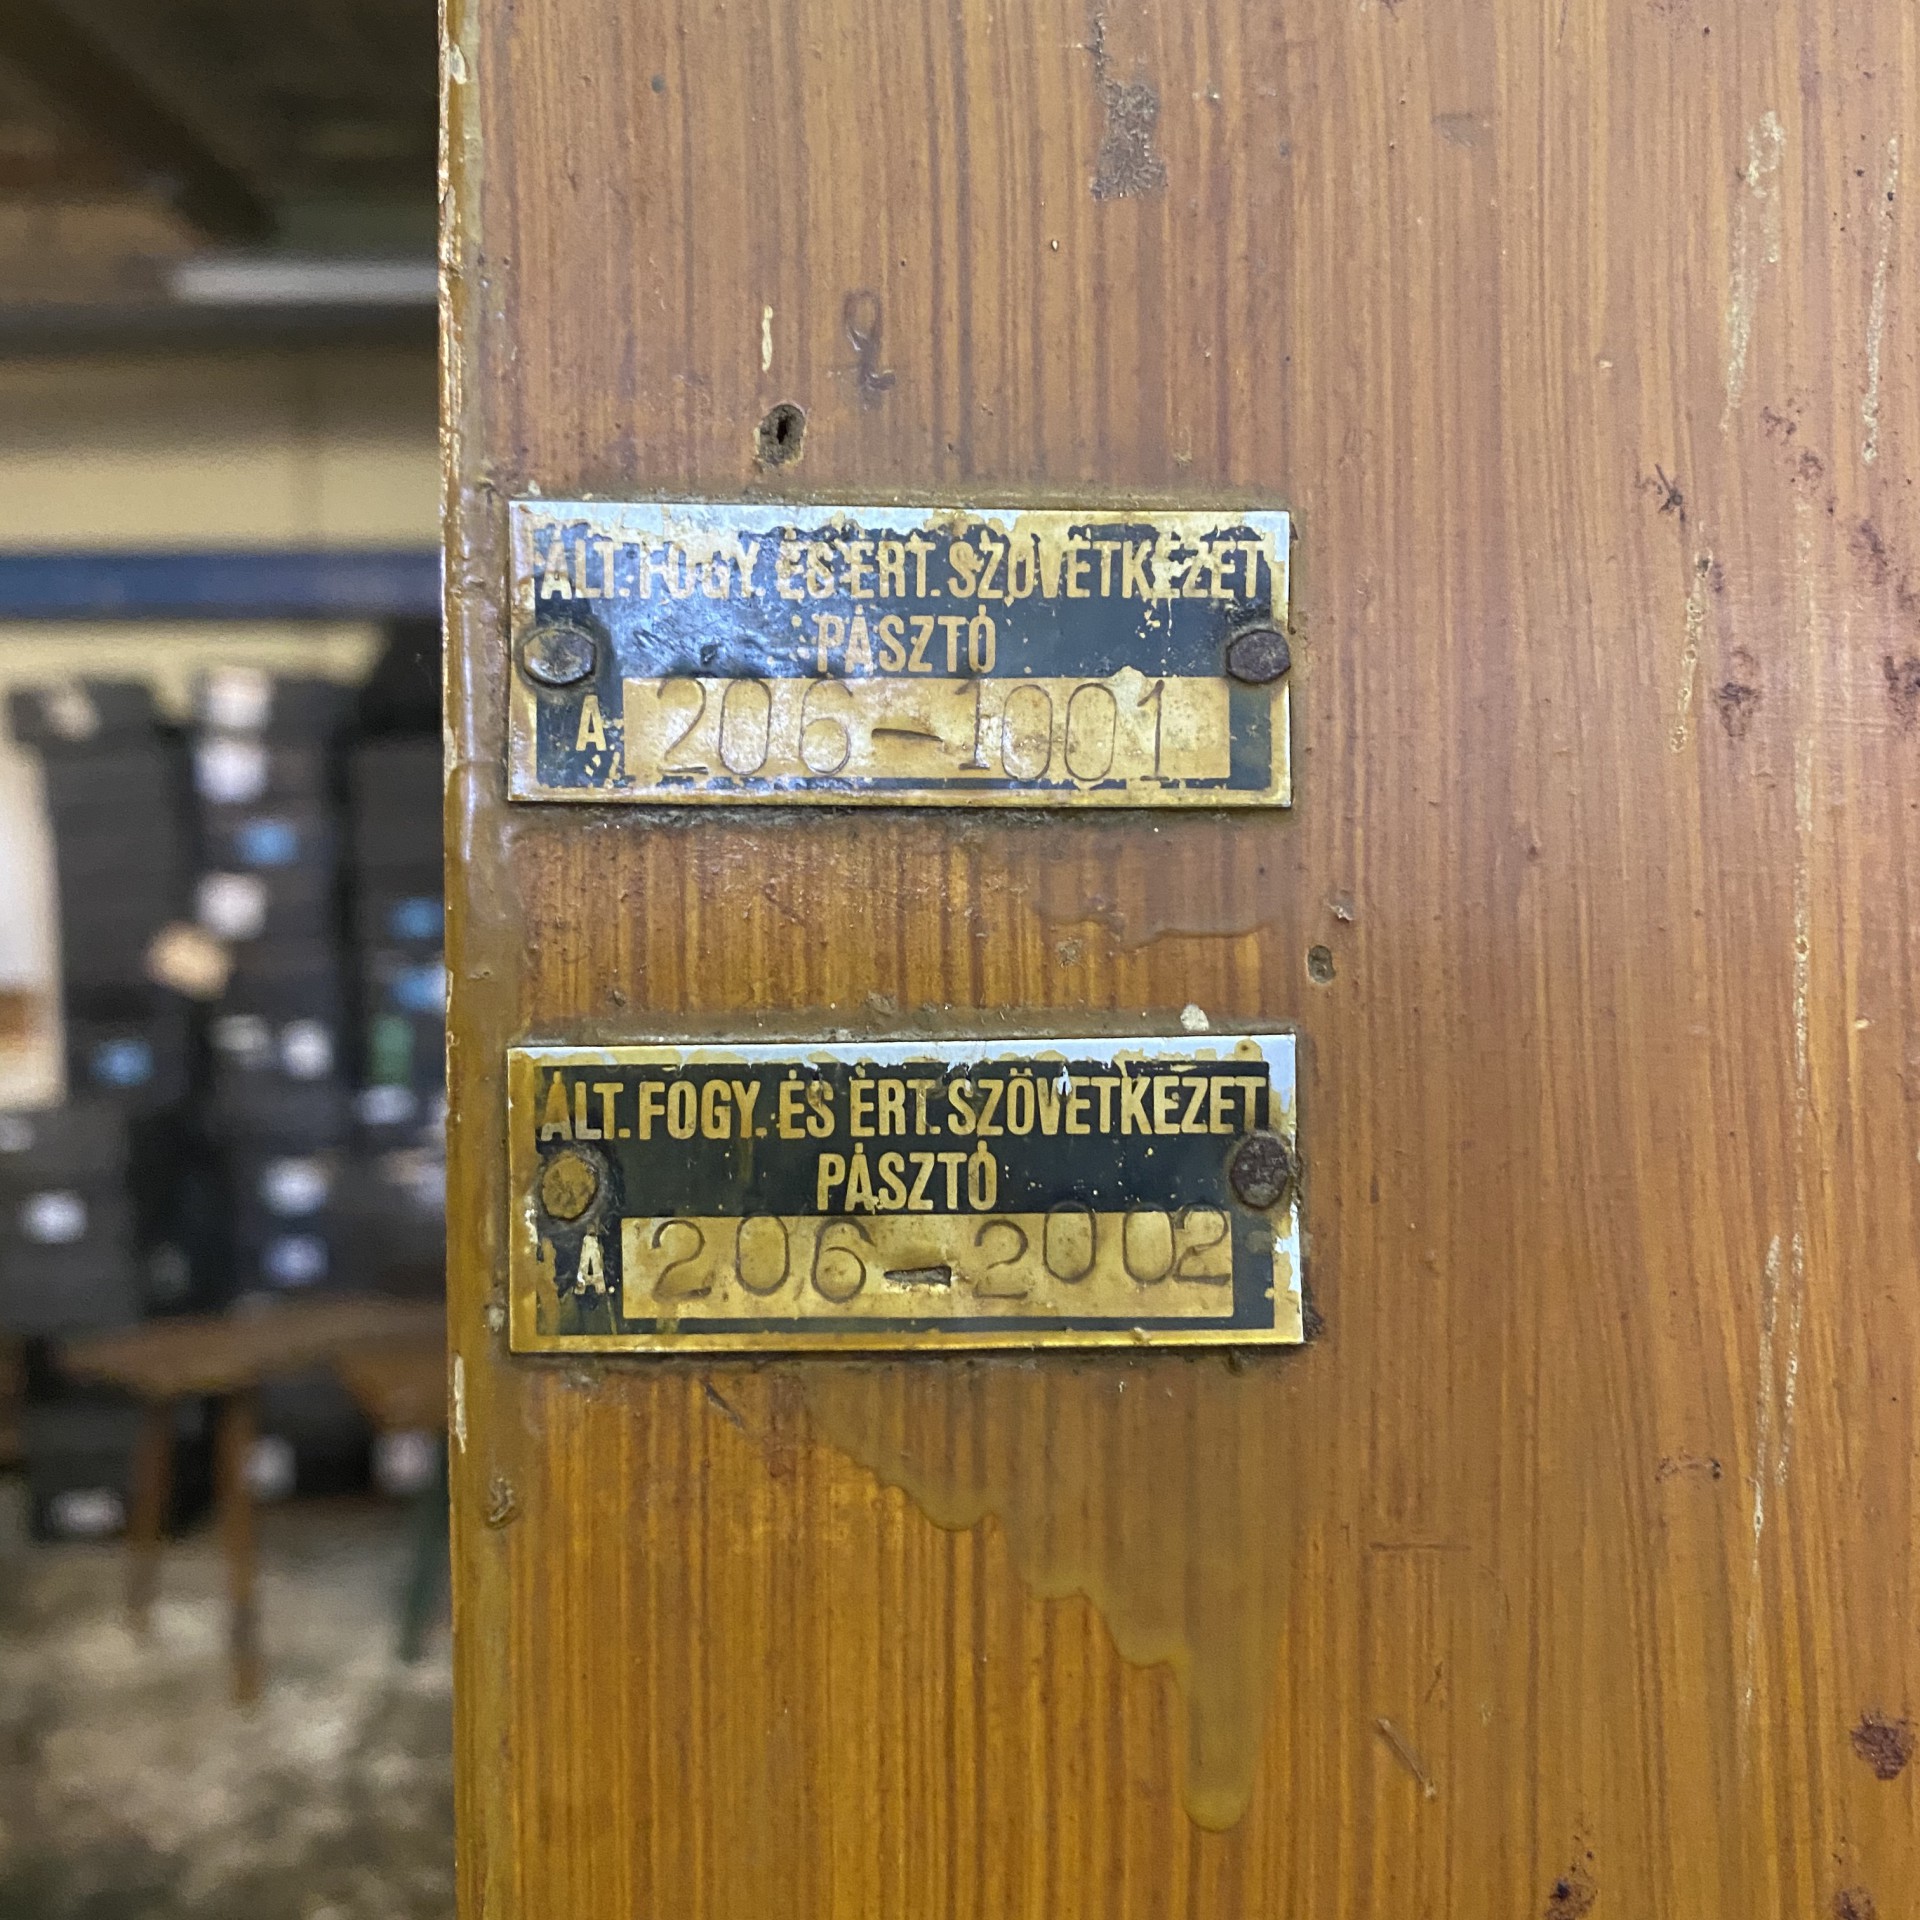 ÁLT. FOGY. ÉS ÉRT. SZÖVETKEZET
PÁSZTÓ
A 206-1001
ÁLT. FOGY. ÉS ÉRT. SZÖVETKEZET
PÁSZTÓ
A 206-2002